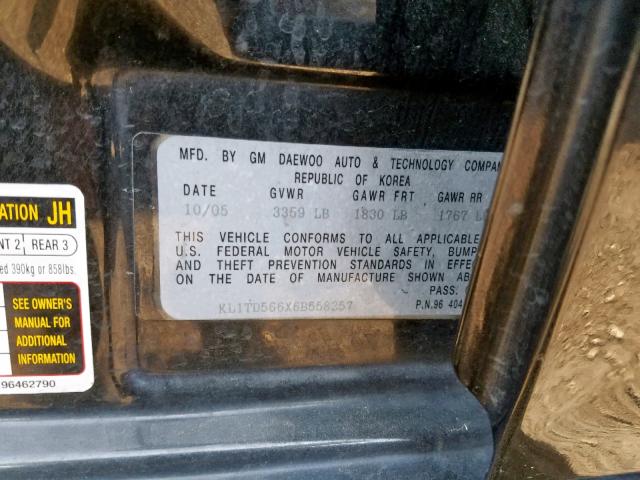 MFD. BY GM DAEWOO AUTO & TECHNOLOGY COMPAN
REPUBLIC OF KOREA
DATE GVWR GAWR FRT GAWR RR
10/05 3359 LB 1830 LB 1767 L
THIS VEHICLE CONFORMS TO ALL APPLICABLE
U.S. FEDERAL MOTOR VEHICLE SAFETY, BUMP
AND THEFT PREVENTION STANDARDS IN EFFE
ON THE DATE OF MANUFACTURE SHOWN AB
PASS.
KL1TD566X6B558357
P.N.96 404
ATION JH
NT 2 REAR 3
ed 390kg or 858lbs.
SEE OWNER'S
MANUAL FOR
ADDITIONAL
INFORMATION
96462790